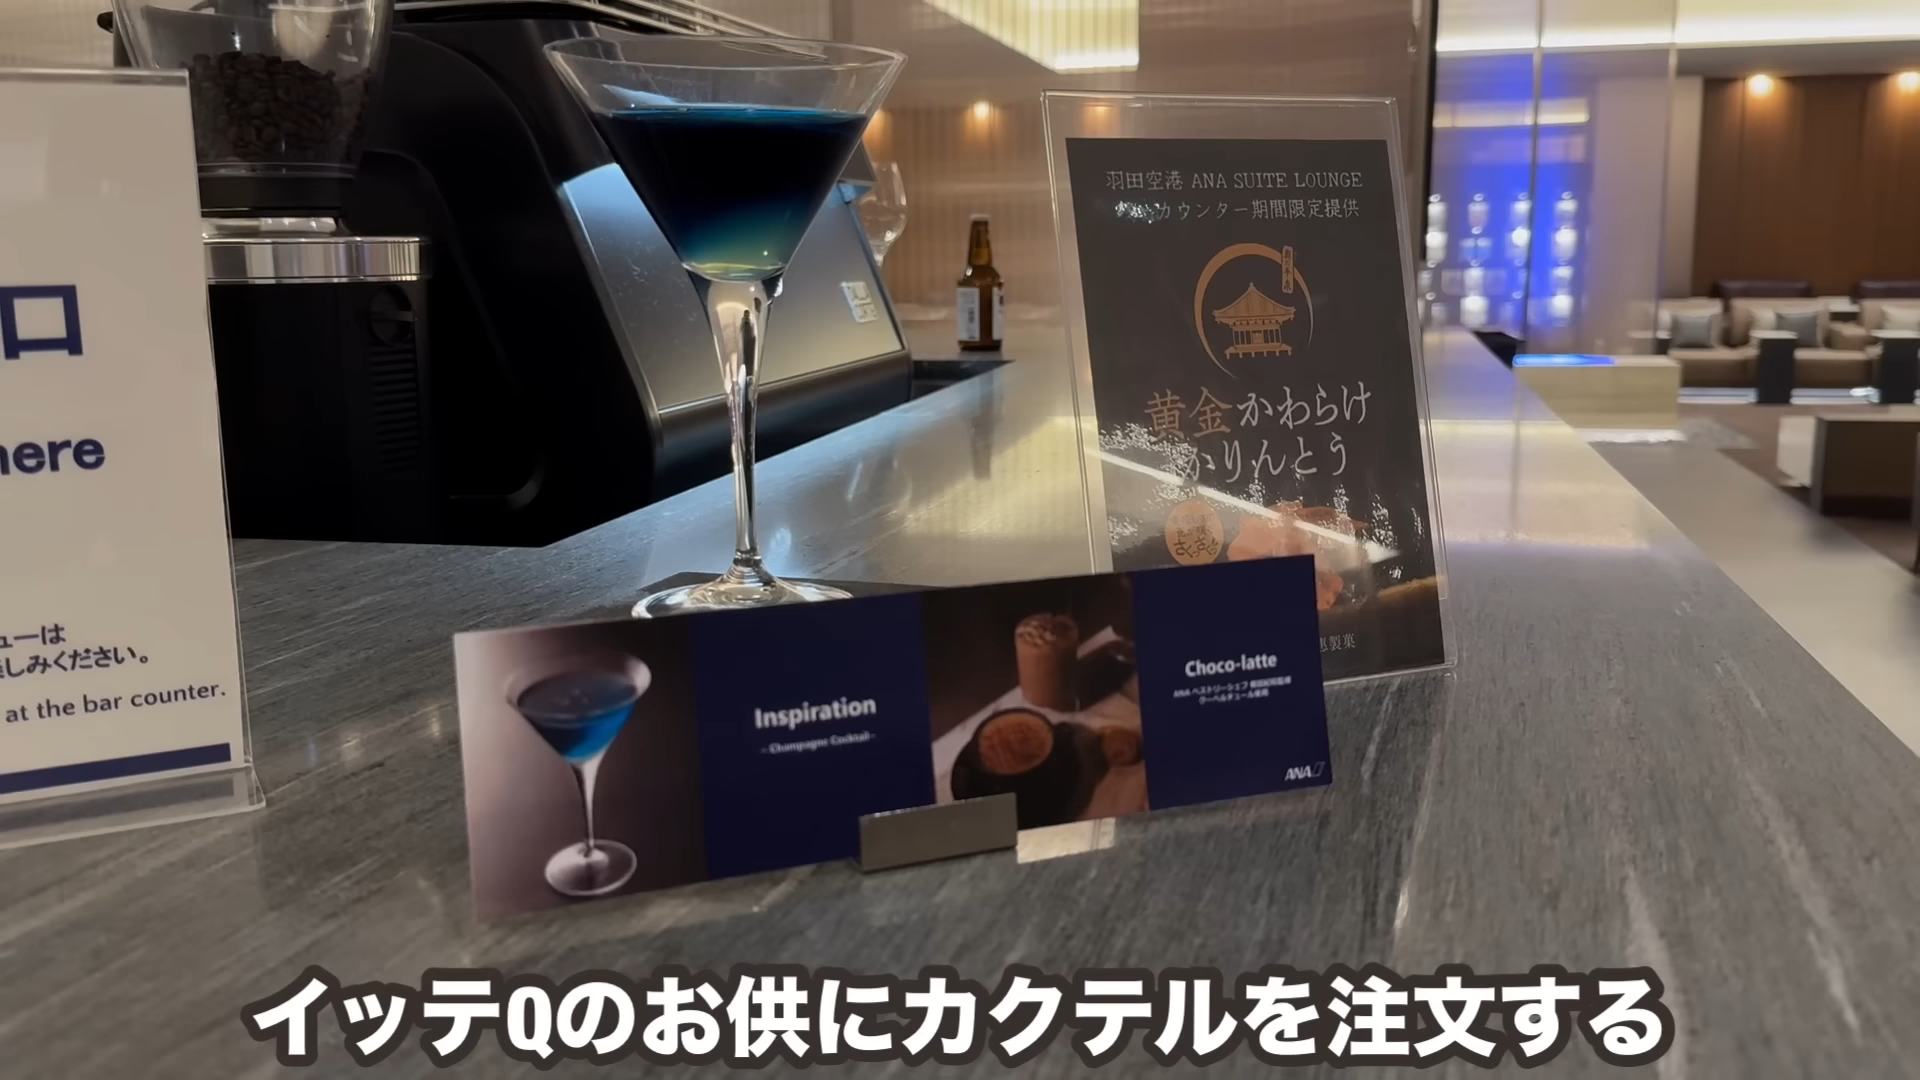 口
here
ューは
楽しみください。
at the bar counter.
羽田空港 ANA SUITE LOUNGE
カウンター期間限定提供
黄金かわらけ
かりんとう
製菓
Inspiration
- Champagne Cocktail -
Choco-latte
ANA
イッテQのお供にカクテルを注文する